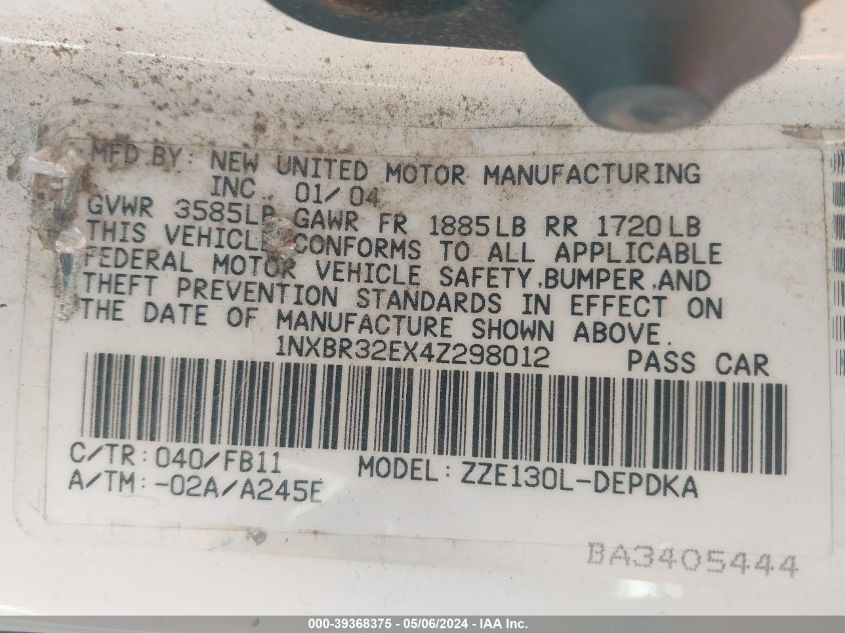 MFD BY: NEW UNITED MOTOR MANUFACTURING
INC 01/04
GVWR 3585LB GAWR FR 1885LB RR 1720LB
THIS VEHICLE CONFORMS TO ALL APPLICABLE
FEDERAL MOTOR VEHICLE SAFETY,BUMPER,AND
THEFT PREVENTION STANDARDS IN EFFECT ON
THE DATE OF MANUFACTURE SHOWN ABOVE.
1NXBR32EX4Z298012 PASS CAR
C/TR: 040/FB11 MODEL: ZZE130L-DEPDKA
A/TM: -02A/A245E
BA3405444
000-39368375 - 05/06/2024 - IAA Inc.